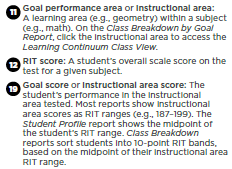 11 Goal performance area or Instructional area:
A learning area (e.g., geometry) within a subject
(e.g., math). On the Class Breakdown by Goal
Report, click the instructional area to access the
Learning Continuum Class View.
12 RIT score: A student's overall scale score on the
test for a given subject.
19 Goal score or Instructional area score: The
student's performance in the instructional
area tested. Most reports show instructional
area scores as RIT ranges (e.g., 187–199). The
Student Profile report shows the midpoint of
the student's RIT range. Class Breakdown
reports sort students into 10-point RIT bands,
based on the midpoint of their instructional area
RIT range.